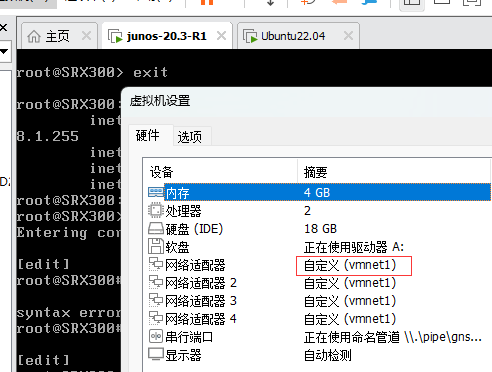 主页
junos-20.3-R1
Ubuntu22.04
root@SRX300> exit
root@SRX300:
inet
8.1.255
inet
inet
inet
root@SRX300:
root@SRX300>
Entering con
[edit]
root@SRX300#
syntax error
root@SRX300#
[edit]
虚拟机设置
硬件 选项
设备 摘要
内存 4 GB
处理器 2
硬盘 (IDE) 18 GB
软盘 正在使用驱动器 A:
网络适配器 自定义 (vmnet1)
网络适配器 2 自定义 (vmnet1)
网络适配器 3 自定义 (vmnet1)
网络适配器 4 自定义 (vmnet1)
串行端口 正在使用命名管道 \\.\pipe\gns...
显示器 自动检测